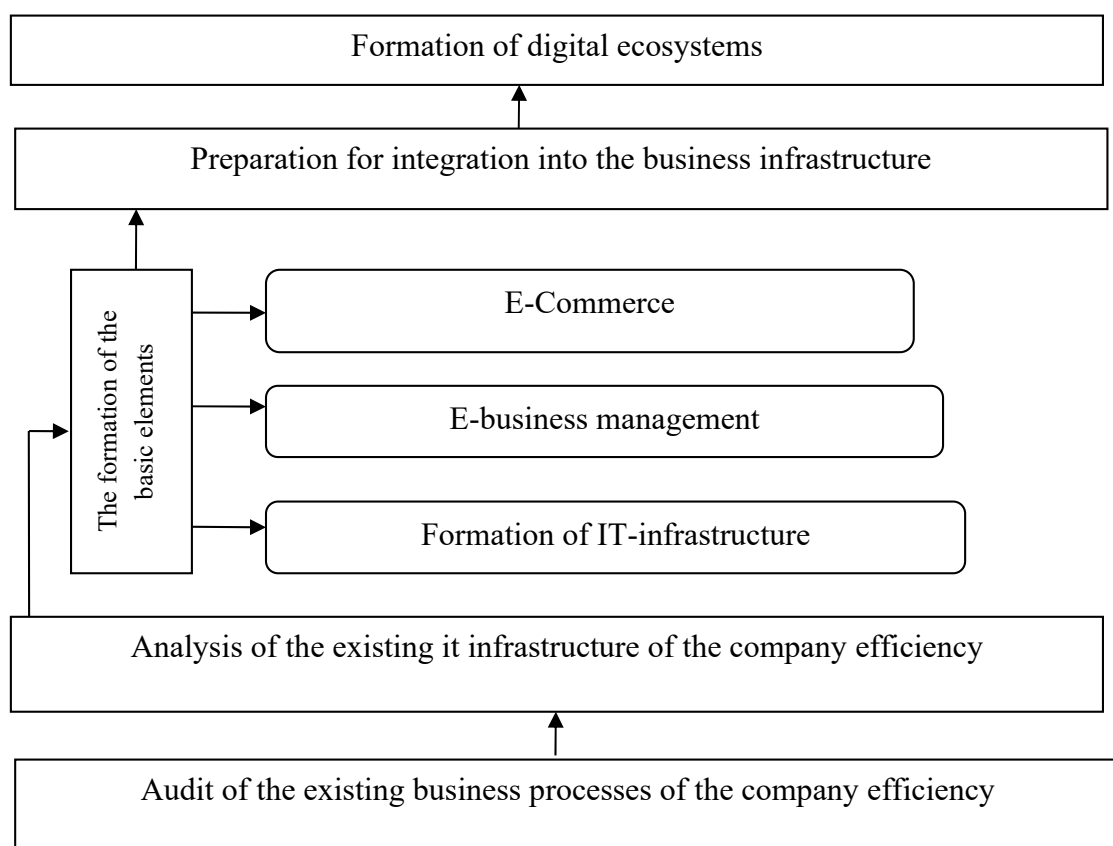 Formation of digital ecosystems
Preparation for integration into the business infrastructure
The formation of the
basic elements
E-Commerce
E-business management
Formation of IT-infrastructure
Analysis of the existing it infrastructure of the company efficiency
Audit of the existing business processes of the company efficiency